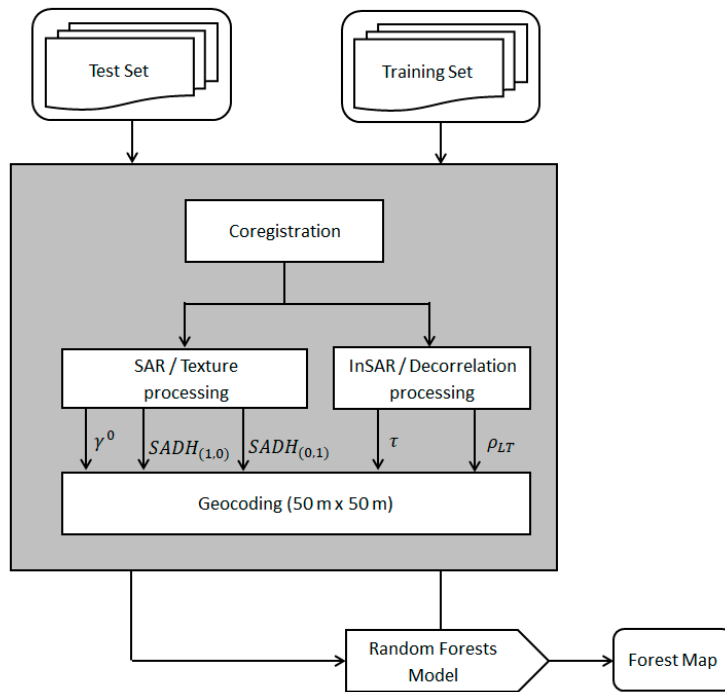 Test Set
Training Set
Coregistration
SAR / Texture
processing
InSAR / Decorrelation
processing
γ⁰
SADH₍₁,₀₎
SADH₍₀,₁₎
τ
ρ_LT
Geocoding (50 m x 50 m)
Random Forests
Model
Forest Map